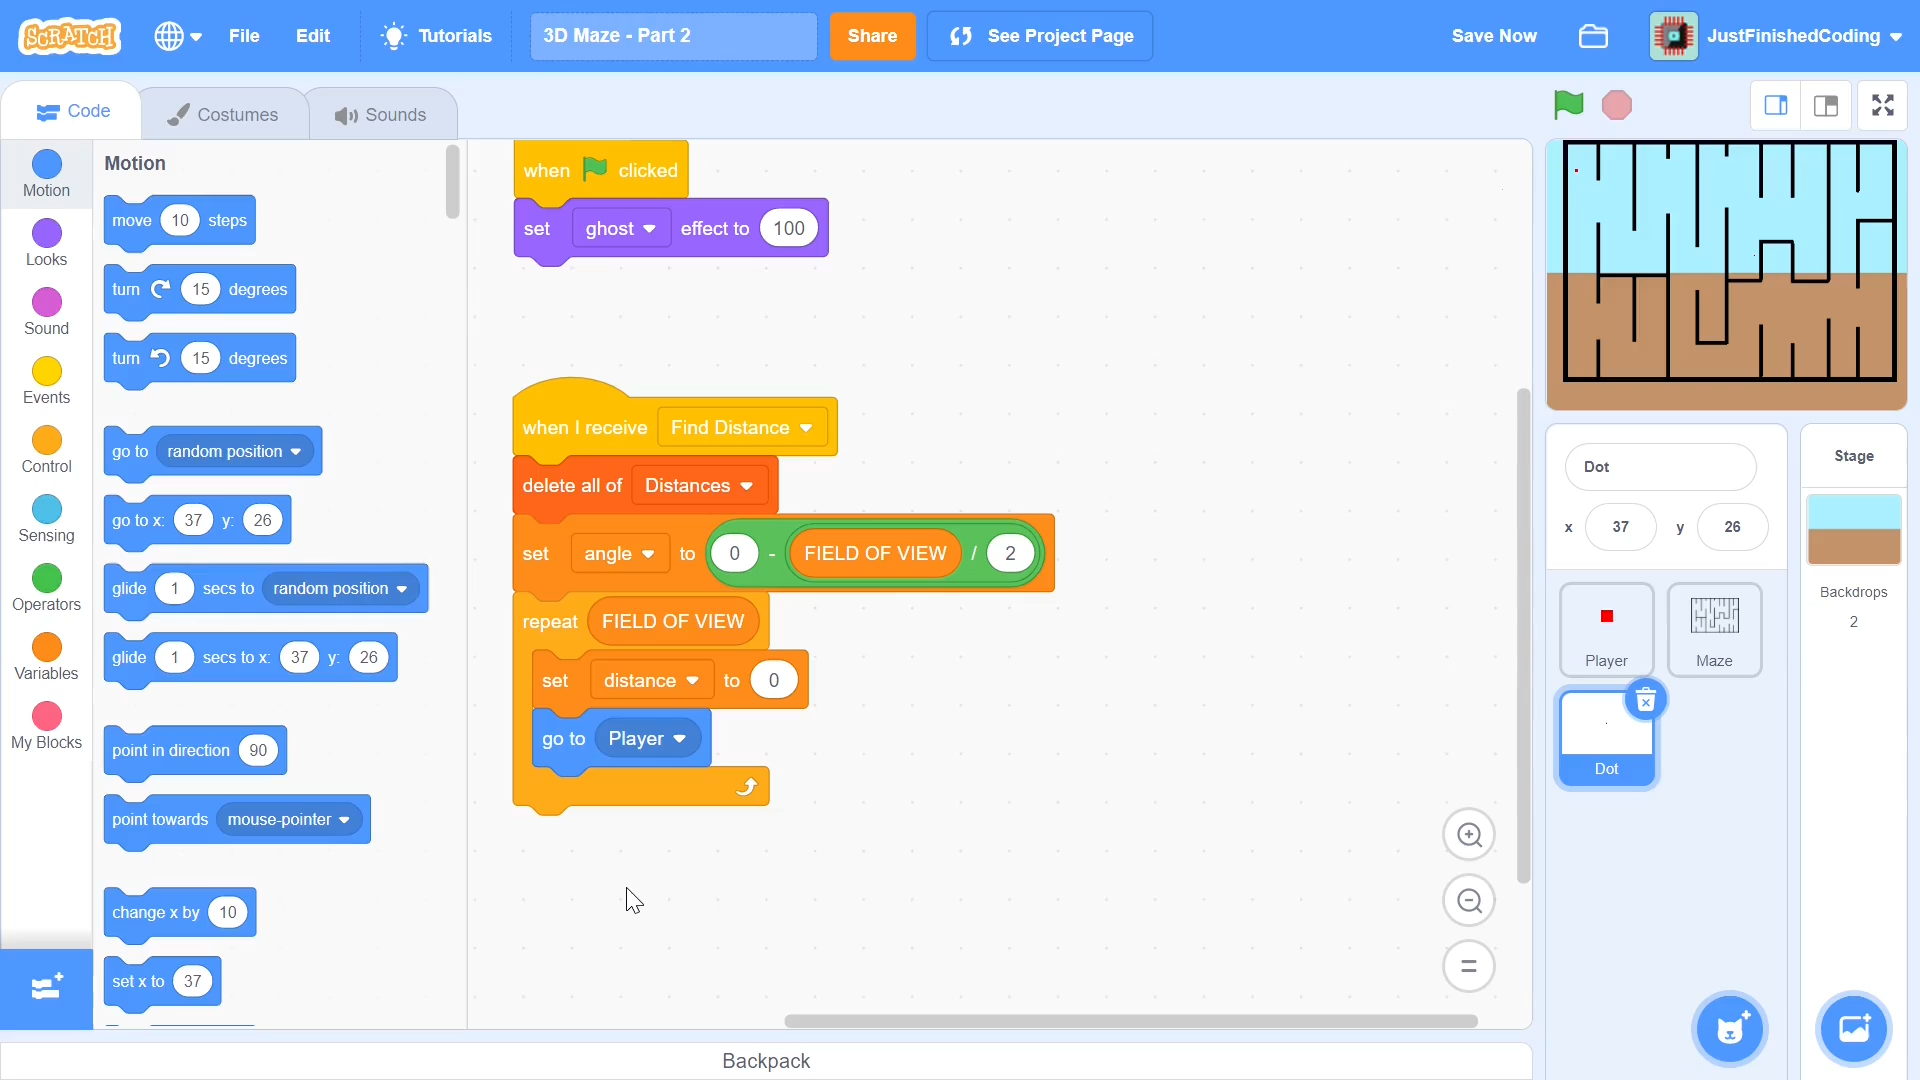 SCRATCH File Edit Tutorials 3D Maze - Part 2 Share See Project Page Save Now JustFinishedCoding
Code Costumes Sounds
Motion
Looks
Sound
Events
Control
Sensing
Operators
Variables
My Blocks
Motion
move 10 steps
turn 15 degrees
turn 15 degrees
go to random position
go to x: 37 y: 26
glide 1 secs to random position
glide 1 secs to x: 37 y: 26
point in direction 90
point towards mouse-pointer
change x by 10
set x to 37
when clicked
set ghost effect to 100
when I receive Find Distance
delete all of Distances
set angle to 0 - FIELD OF VIEW / 2
repeat FIELD OF VIEW
set distance to 0
go to Player
Dot
x 37 y 26
Player
Maze
Dot
Stage
Backdrops
2
Backpack